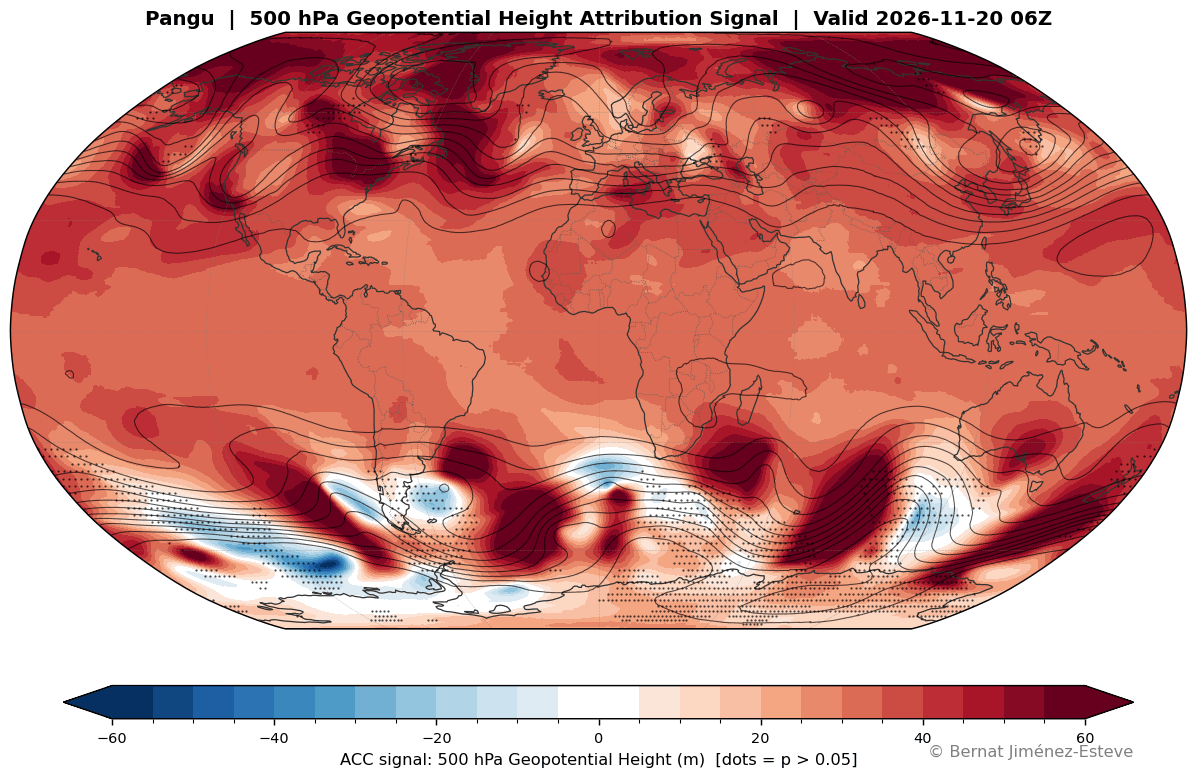 Pangu | 500 hPa Geopotential Height Attribution Signal | Valid 2026-11-20 06Z
−60 −40 −20 0 20 40 60
ACC signal: 500 hPa Geopotential Height (m) [dots = p > 0.05]
© Bernat Jiménez-Esteve